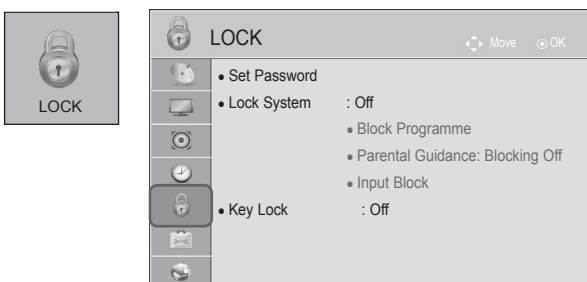 LOCK
LOCK
Move OK
• Set Password
• Lock System : Off
• Block Programme
• Parental Guidance: Blocking Off
• Input Block
• Key Lock : Off